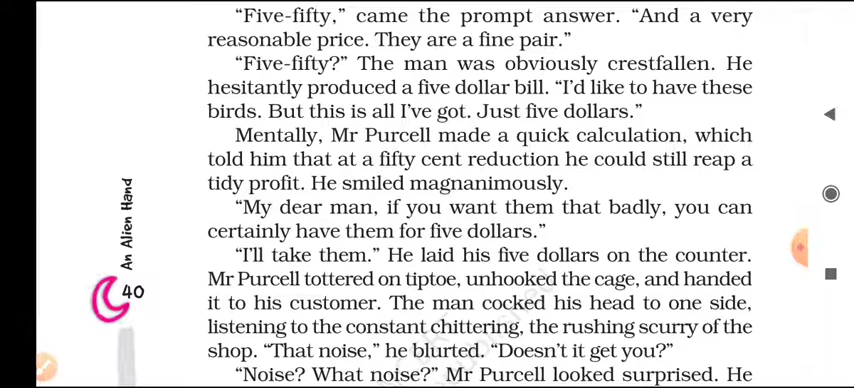 “Five-fifty,” came the prompt answer. “And a very
reasonable price. They are a fine pair.”
“Five-fifty?” The man was obviously crestfallen. He
hesitantly produced a five dollar bill. “I’d like to have these
birds. But this is all I’ve got. Just five dollars.”
Mentally, Mr Purcell made a quick calculation, which
told him that at a fifty cent reduction he could still reap a
tidy profit. He smiled magnanimously.
“My dear man, if you want them that badly, you can
certainly have them for five dollars.”
“I’ll take them.” He laid his five dollars on the counter.
Mr Purcell tottered on tiptoe, unhooked the cage, and handed
it to his customer. The man cocked his head to one side,
listening to the constant chittering, the rushing scurry of the
shop. “That noise,” he blurted. “Doesn’t it get you?”
“Noise? What noise?” Mr Purcell looked surprised. He
An Alien Hand
40